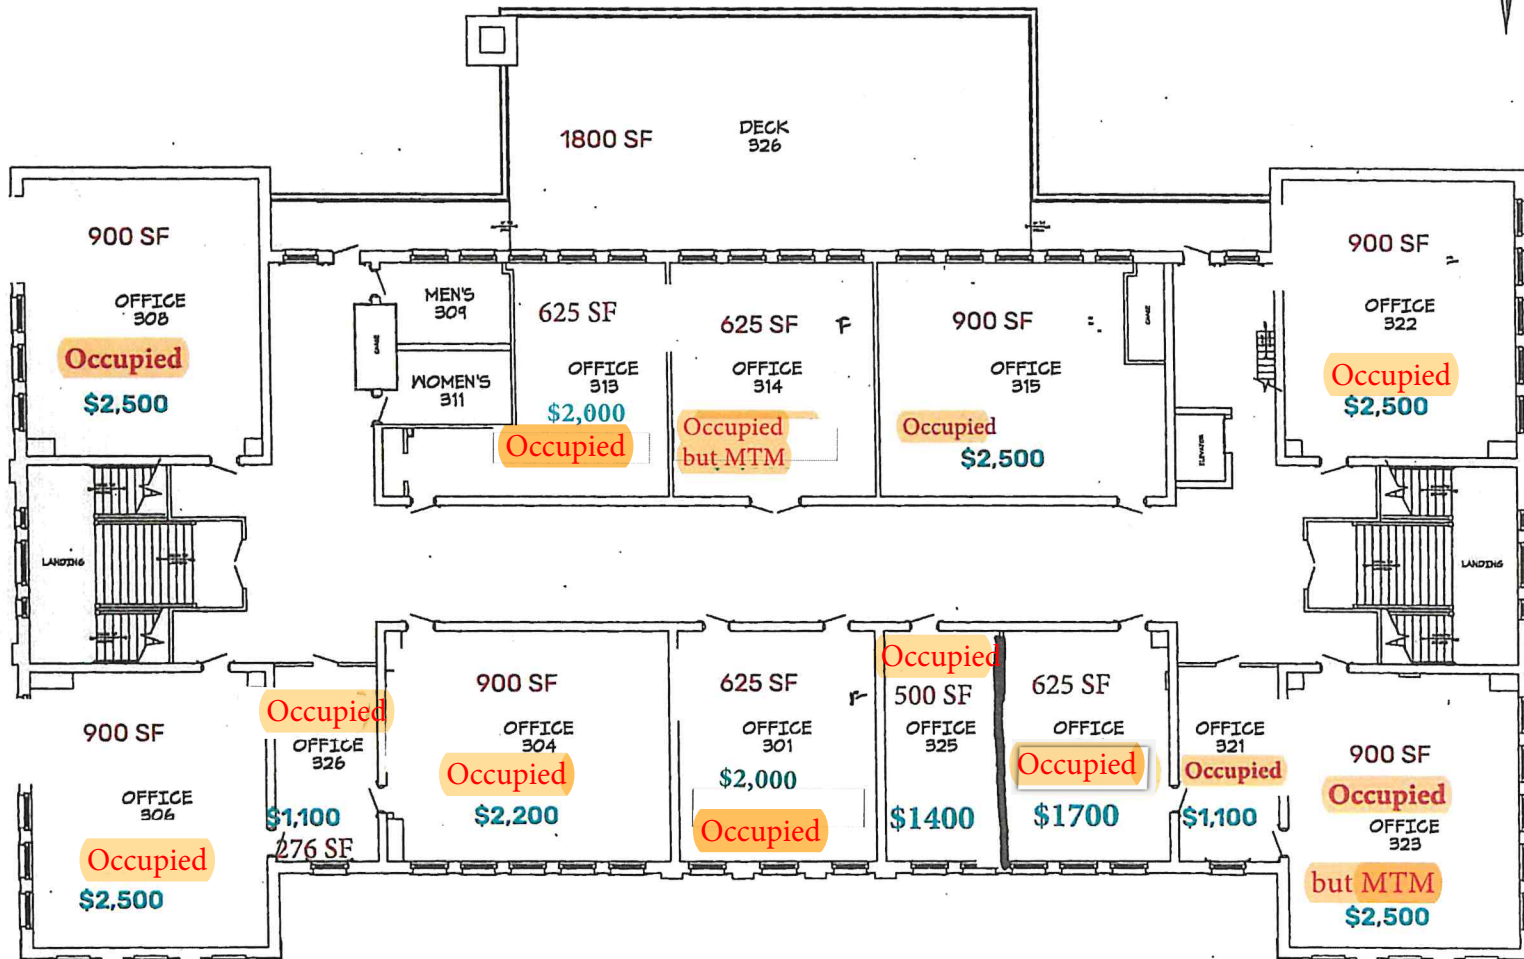 1800 SF
DECK
326
900 SF
OFFICE
308
Occupied
$2,500
MEN'S
309
WOMEN'S
311
625 SF
OFFICE
313
$2,000
Occupied
625 SF
OFFICE
314
Occupied
but MTM
900 SF
OFFICE
315
Occupied
$2,500
ELEVATOR
900 SF
OFFICE
322
Occupied
$2,500
LANDING
LANDING
900 SF
OFFICE
306
Occupied
$2,500
Occupied
OFFICE
326
$1,100
276 SF
900 SF
OFFICE
304
Occupied
$2,200
625 SF
OFFICE
301
$2,000
Occupied
Occupied
500 SF
OFFICE
325
$1400
625 SF
OFFICE
Occupied
$1700
OFFICE
321
Occupied
$1,100
900 SF
Occupied
OFFICE
323
but MTM
$2,500